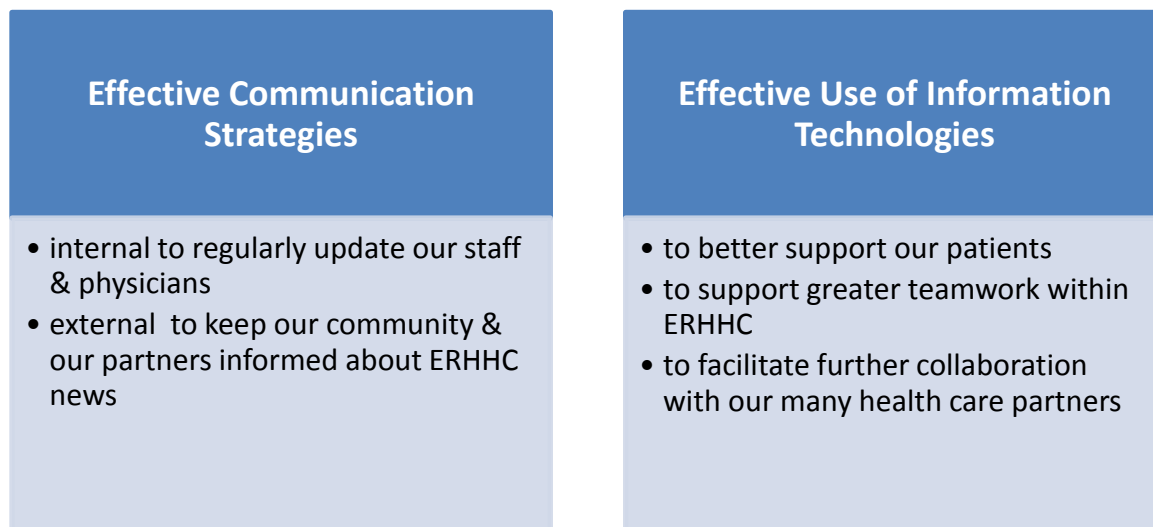 Effective Communication
Strategies
• internal to regularly update our staff
& physicians
• external  to keep our community &
our partners informed about ERHHC
news
Effective Use of Information
Technologies
• to better support our patients
• to support greater teamwork within
ERHHC
• to facilitate further collaboration
with our many health care partners